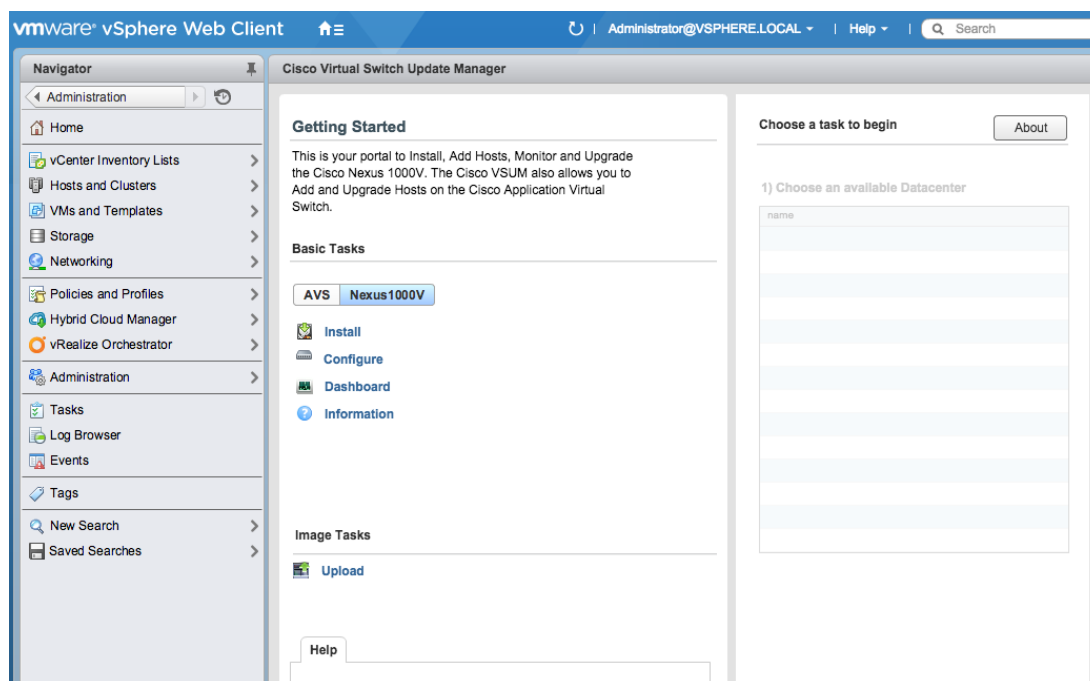 vmware® vSphere Web Client
Administrator@VSPHERE.LOCAL
Help
Search
Navigator
Administration
Home
vCenter Inventory Lists
Hosts and Clusters
VMs and Templates
Storage
Networking
Policies and Profiles
Hybrid Cloud Manager
vRealize Orchestrator
Administration
Tasks
Log Browser
Events
Tags
New Search
Saved Searches
Cisco Virtual Switch Update Manager
Getting Started
This is your portal to Install, Add Hosts, Monitor and Upgrade
the Cisco Nexus 1000V. The Cisco VSUM also allows you to
Add and Upgrade Hosts on the Cisco Application Virtual
Switch.
Basic Tasks
AVS Nexus1000V
Install
Configure
Dashboard
Information
Image Tasks
Upload
Help
Choose a task to begin
About
1) Choose an available Datacenter
name